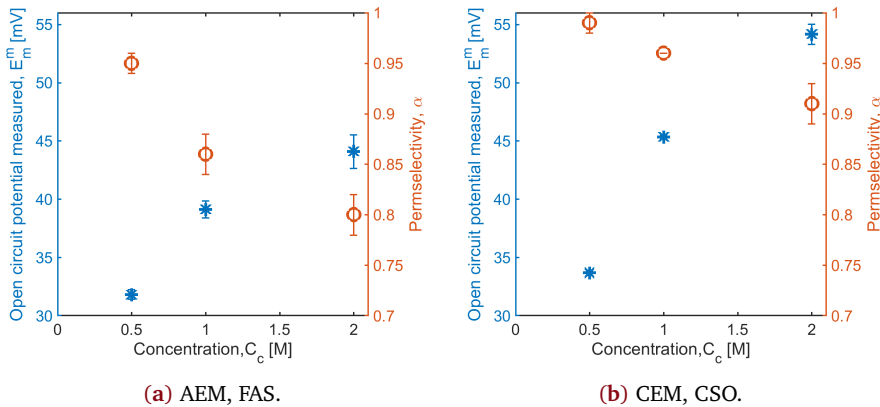 55
50
45
40
35
30
Open circuit potential measured, E_m^m [mV]
1
0.95
0.9
0.85
0.8
0.75
0.7
Permselectivity, α
0 0.5 1 1.5 2
Concentration,C_c [M]
(a) AEM, FAS.
55
50
45
40
35
30
Open circuit potential measured, E_m^m [mV]
1
0.95
0.9
0.85
0.8
0.75
0.7
Permselectivity, α
0 0.5 1 1.5 2
Concentration,C_c [M]
(b) CEM, CSO.